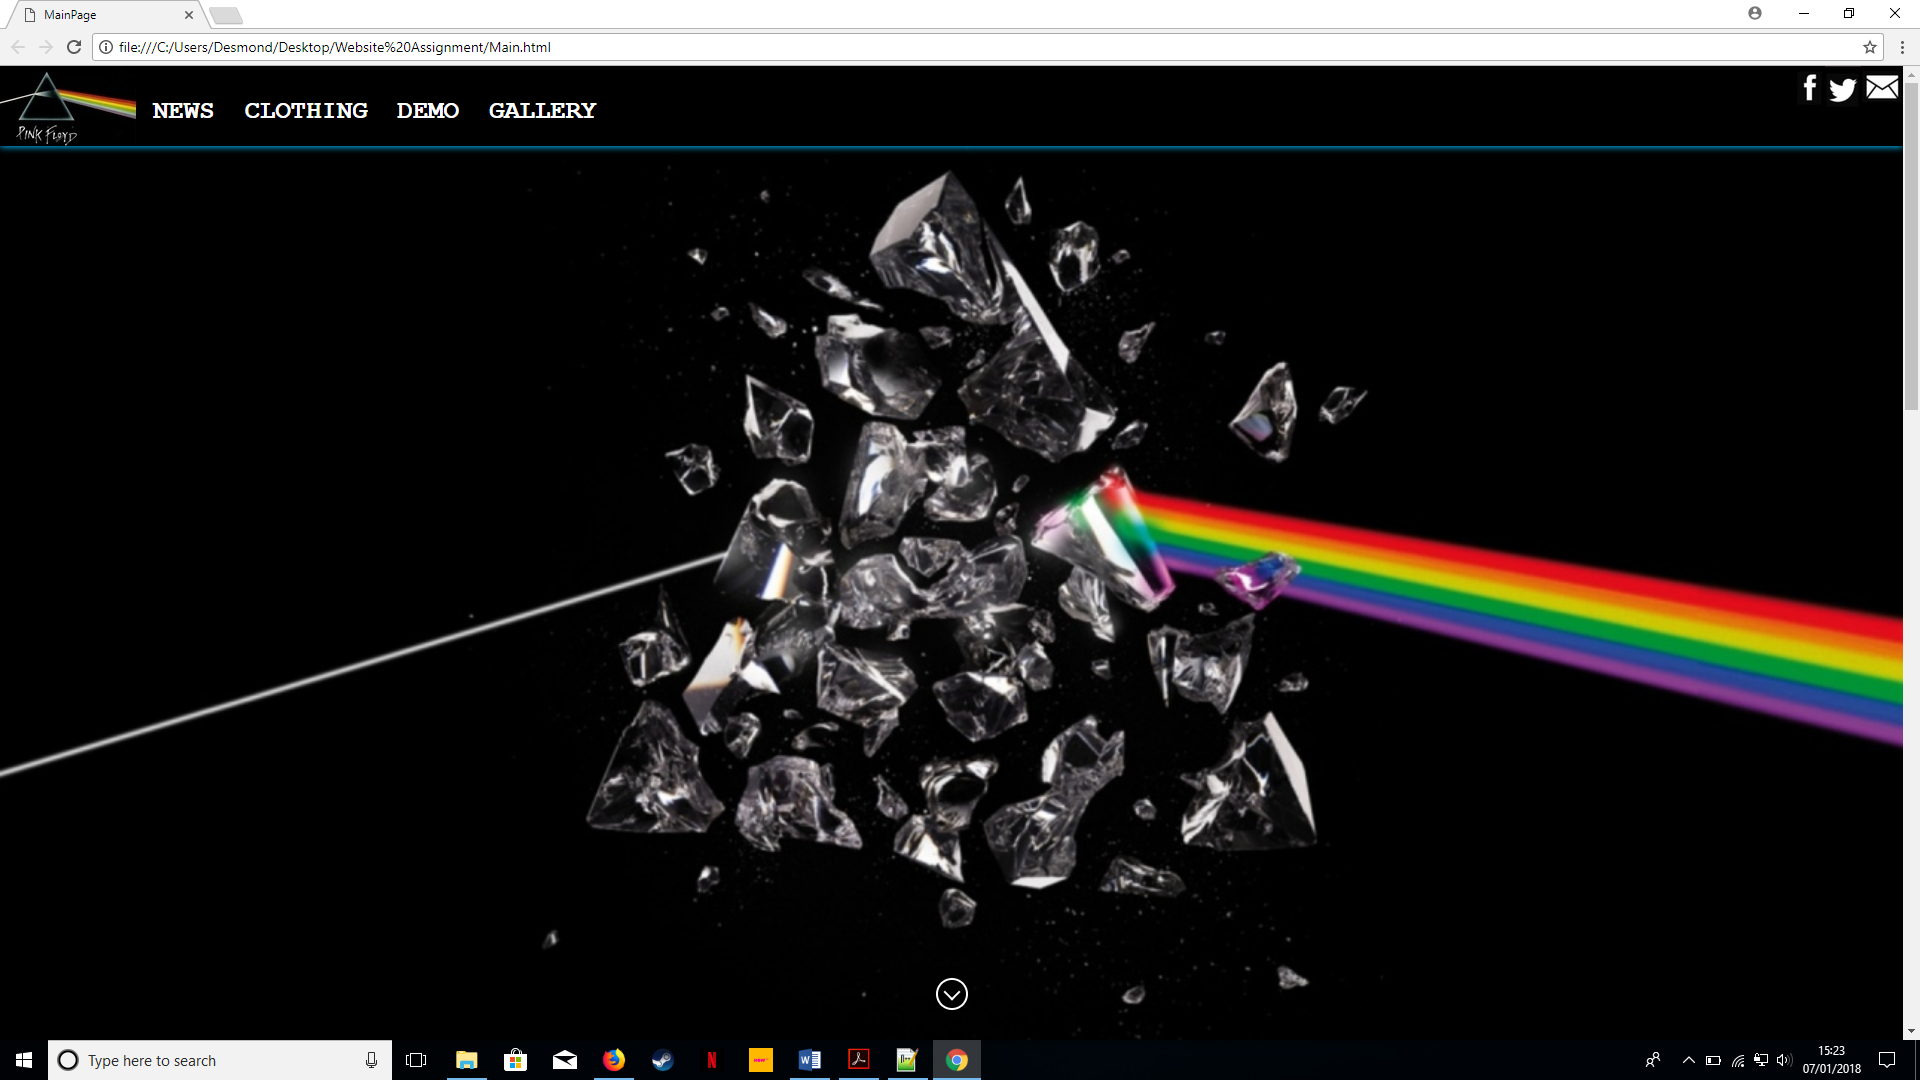 MainPage
file:///C:/Users/Desmond/Desktop/Website%20Assignment/Main.html
PINK FLOYD
NEWS CLOTHING DEMO GALLERY
Type here to search
15:23
07/01/2018